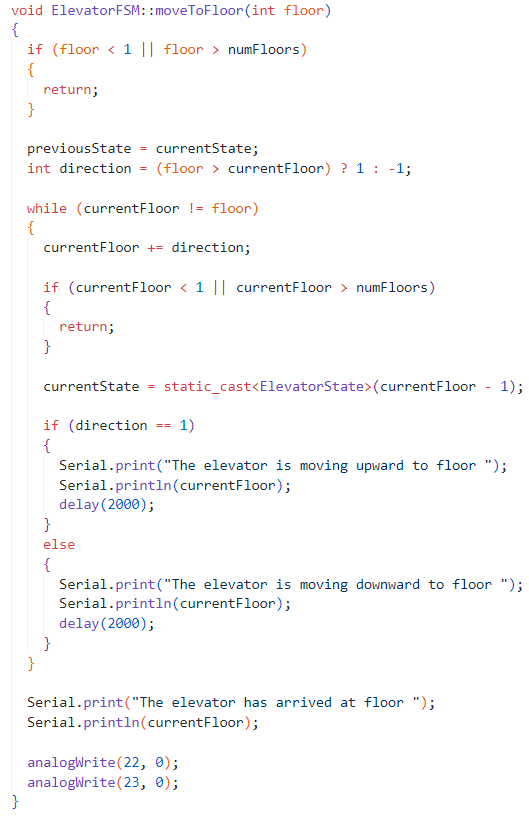 void ElevatorFSM::moveToFloor(int floor)
{
  if (floor < 1 || floor > numFloors)
  {
    return;
  }

  previousState = currentState;
  int direction = (floor > currentFloor) ? 1 : -1;

  while (currentFloor != floor)
  {
    currentFloor += direction;

    if (currentFloor < 1 || currentFloor > numFloors)
    {
      return;
    }

    currentState = static_cast<ElevatorState>(currentFloor - 1);

    if (direction == 1)
    {
      Serial.print("The elevator is moving upward to floor ");
      Serial.println(currentFloor);
      delay(2000);
    }
    else
    {
      Serial.print("The elevator is moving downward to floor ");
      Serial.println(currentFloor);
      delay(2000);
    }
  }

  Serial.print("The elevator has arrived at floor ");
  Serial.println(currentFloor);

  analogWrite(22, 0);
  analogWrite(23, 0);
}